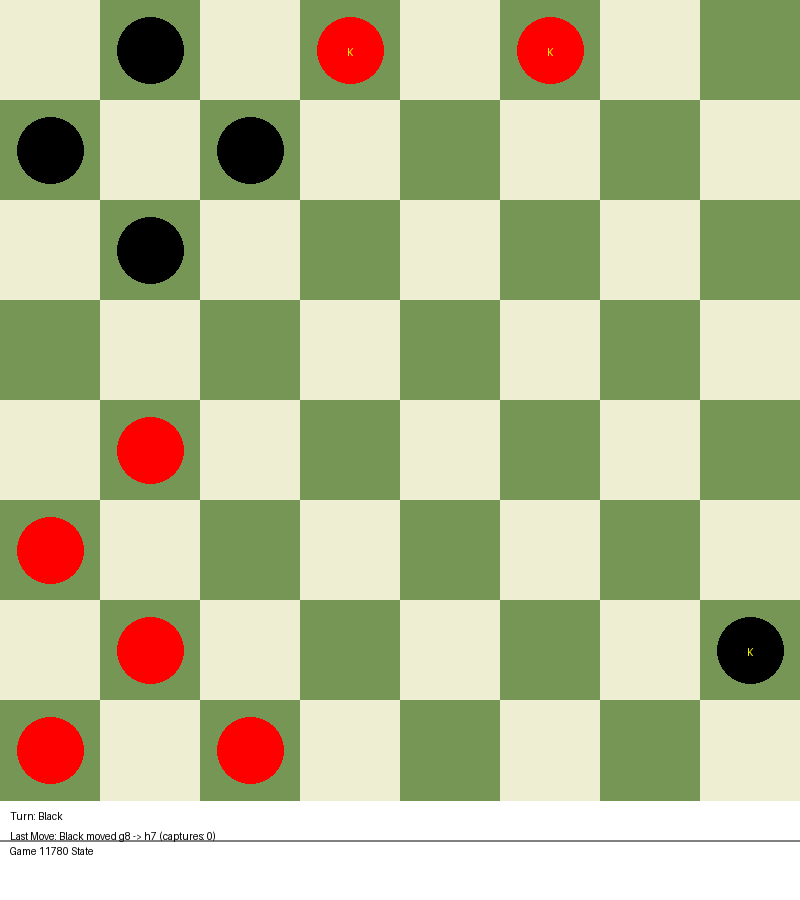 K K
K
Turn: Black
Last Move: Black moved g8 -> h7 (captures: 0)
Game 11780 State